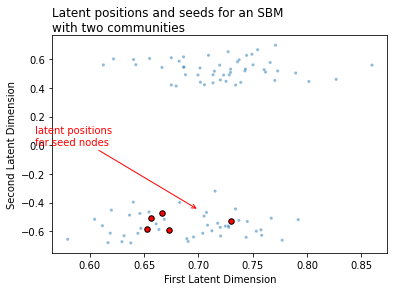 Latent positions and seeds for an SBM
with two communities
Second Latent Dimension
0.6
0.4
0.2
0.0
−0.2
−0.4
−0.6
latent positions
for seed nodes
0.60
0.65
0.70
0.75
0.80
0.85
First Latent Dimension